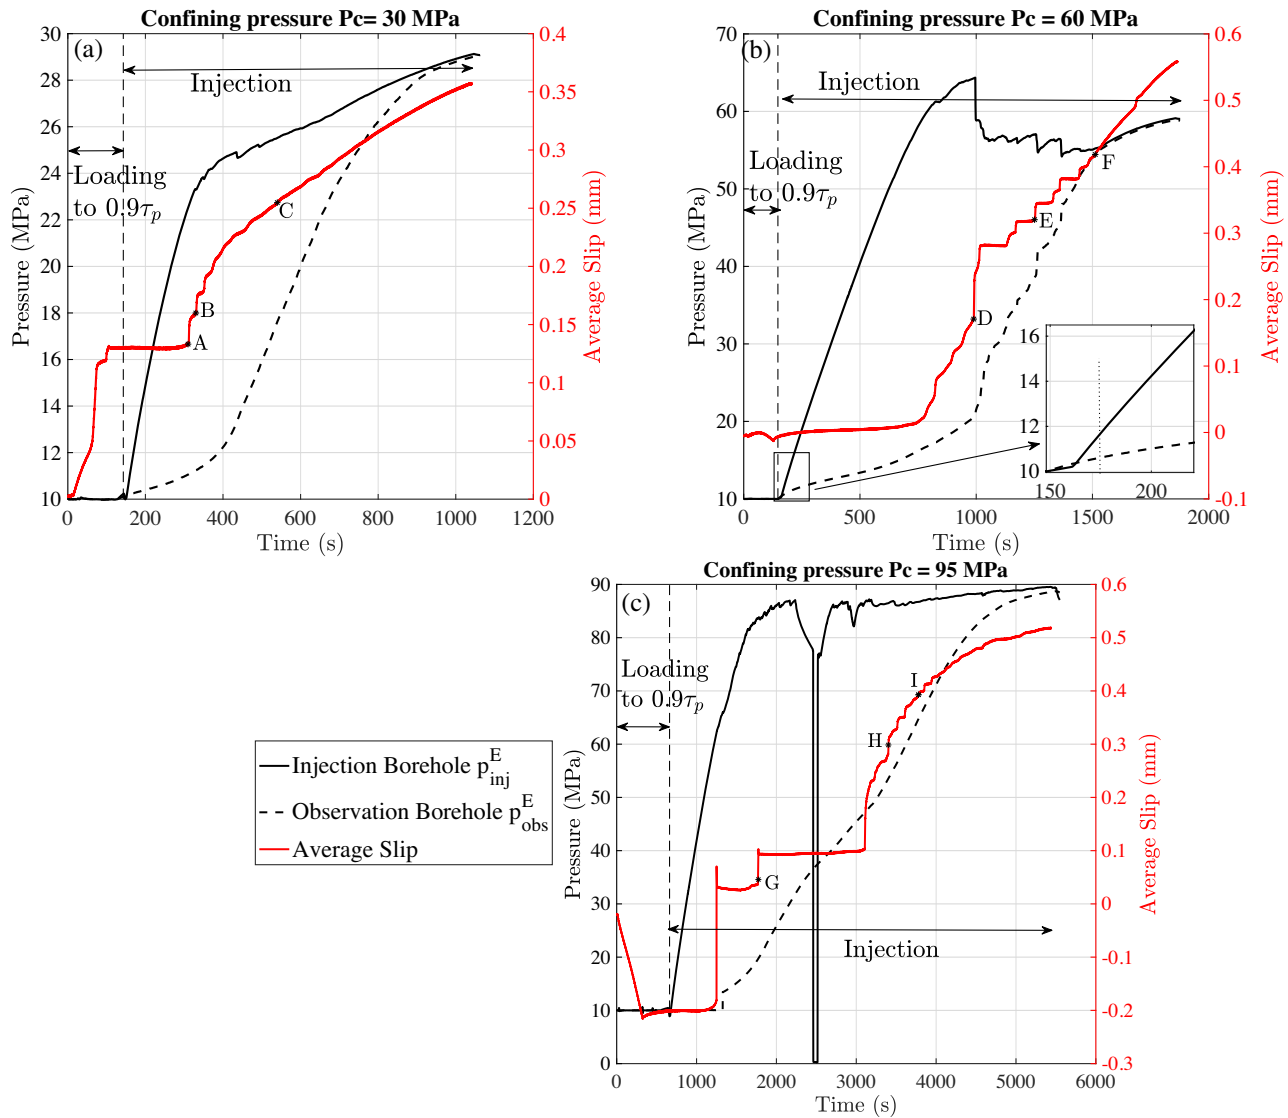 Confining pressure Pc= 30 MPa
(a)
30
28
26
24
22
20
18
16
14
12
10
Pressure (MPa)
0.4
0.35
0.3
0.25
0.2
0.15
0.1
0.05
0
Average Slip (mm)
Injection
Loading
to 0.9τp
A
B
C
0
200
400
600
800
1000
1200
Time (s)
Confining pressure Pc = 60 MPa
(b)
70
60
50
40
30
20
10
Pressure (MPa)
0.6
0.5
0.4
0.3
0.2
0.1
0
-0.1
Average Slip (mm)
Injection
Loading
to 0.9τp
D
E
F
16
14
12
10
150
200
0
500
1000
1500
2000
Time (s)
Confining pressure Pc = 95 MPa
(c)
90
80
70
60
50
40
30
20
10
0
Pressure (MPa)
0.6
0.5
0.4
0.3
0.2
0.1
0
-0.1
-0.2
-0.3
Average Slip (mm)
Loading
to 0.9τp
G
H
I
Injection
0
1000
2000
3000
4000
5000
6000
Time (s)
Injection Borehole p_inj^E
Observation Borehole p_obs^E
Average Slip